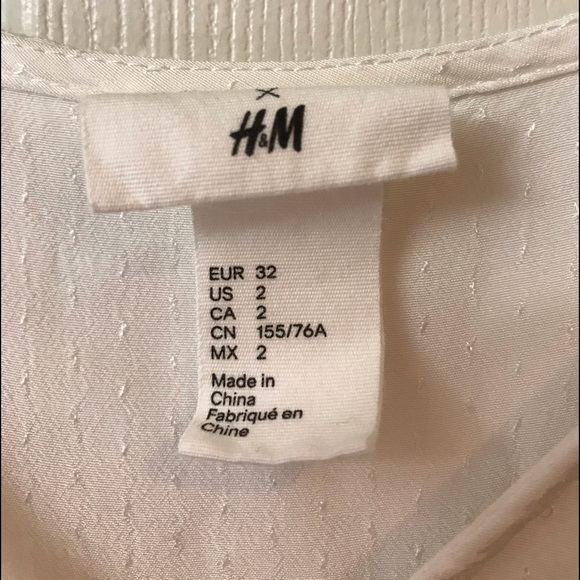 ×
H&M
EUR 32
US 2
CA 2
CN 155/76A
MX 2
Made in
China
Fabriqué en
Chine